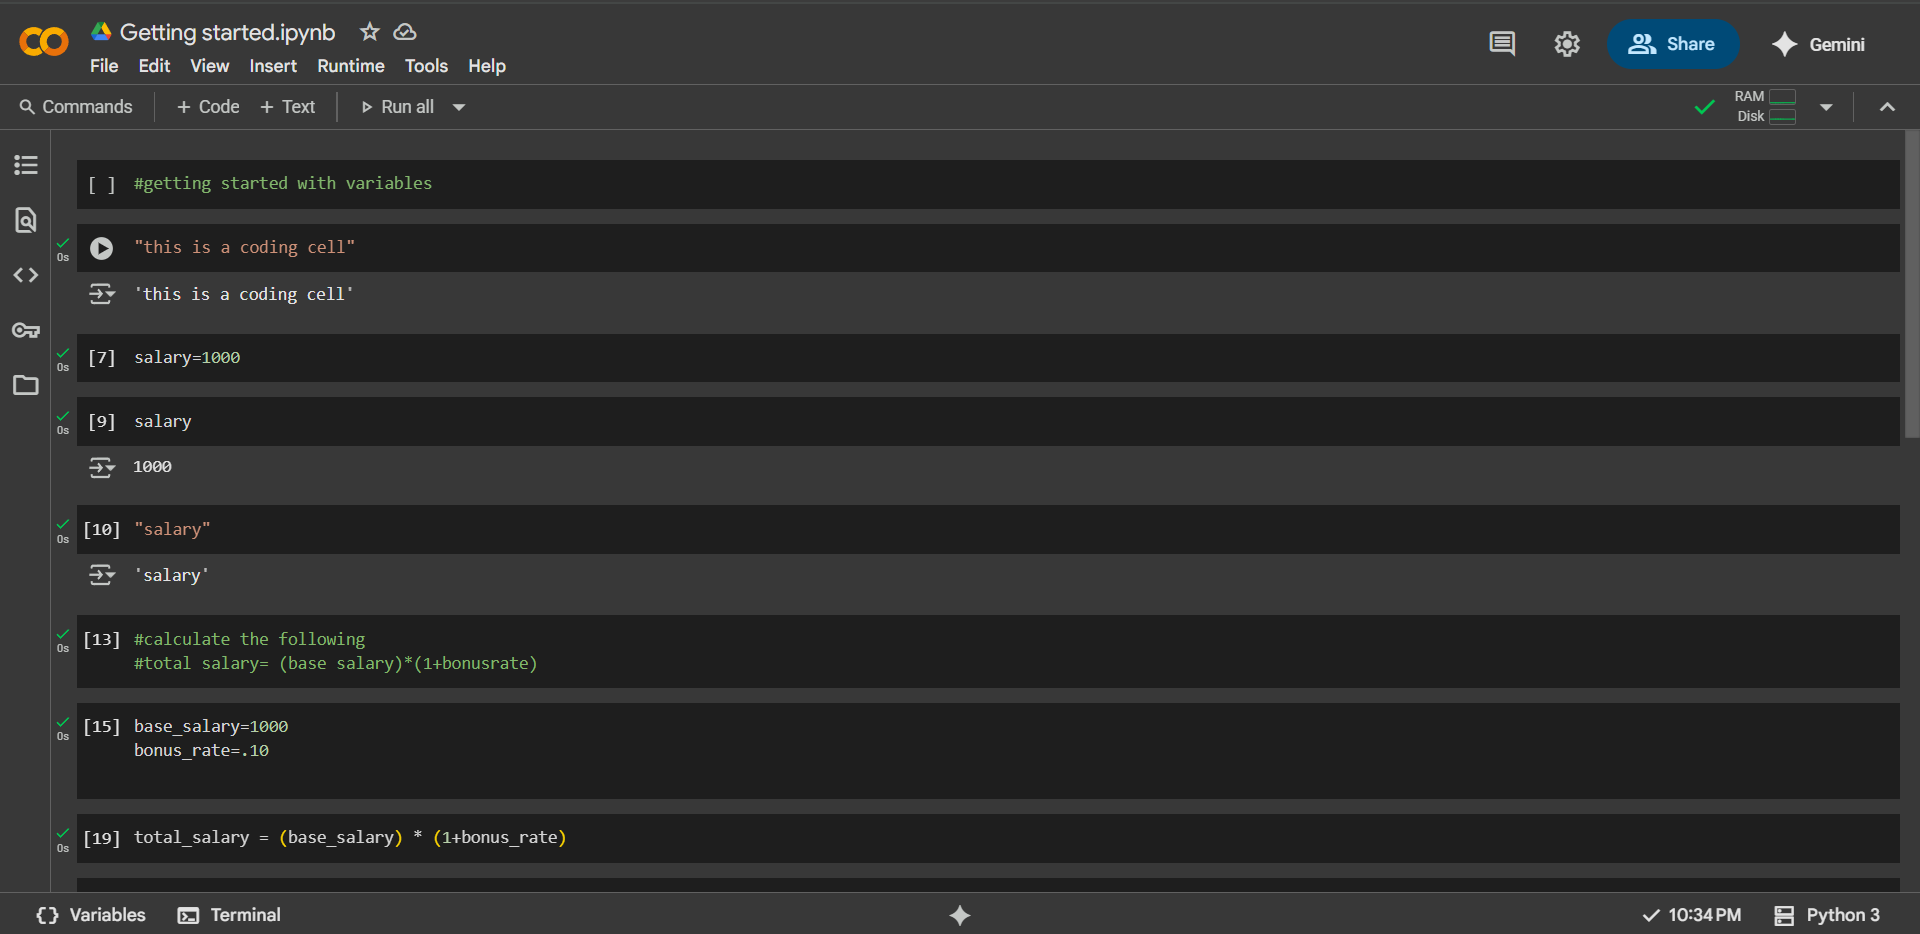 Getting started.ipynb
File Edit View Insert Runtime Tools Help
Share
Gemini
Commands + Code + Text Run all
RAM
Disk
[ ] #getting started with variables
0s
"this is a coding cell"
'this is a coding cell'
0s
[7] salary=1000
0s
[9] salary
1000
0s
[10] "salary"
'salary'
0s
[13] #calculate the following
#total salary= (base salary)*(1+bonusrate)
0s
[15] base_salary=1000
bonus_rate=.10
0s
[19] total_salary = (base_salary) * (1+bonus_rate)
{} Variables Terminal 10:34 PM Python 3